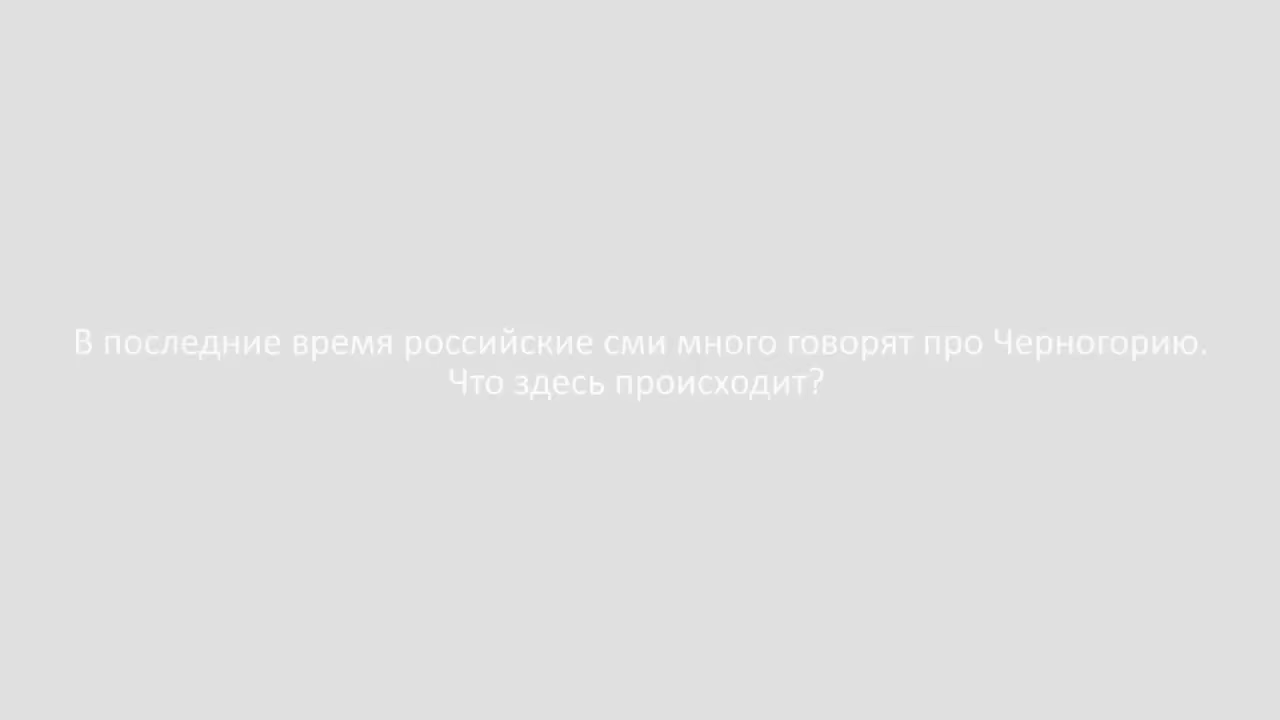 В последние время российские сми много говорят про Черногорию.
Что здесь происходит?